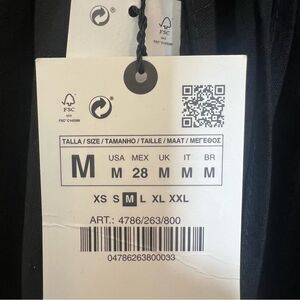 FSC
FSC
TALLA / SIZE / TAMANHO / TAILLE / MAAT / ΜΕΓΕΘΟΣ
M
USA MEX UK IT BR
M 28 M M M
XS S M L XL XXL
ART.: 4786/263/800
04786263800033